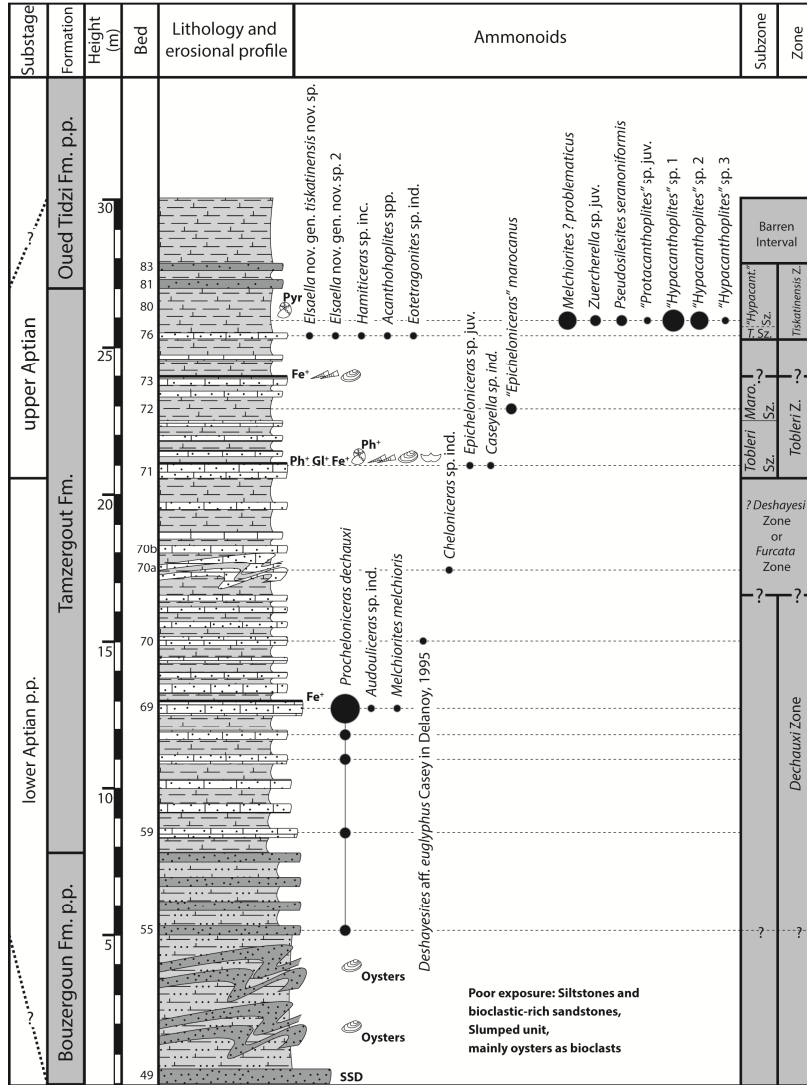 Substage
Formation
Height
(m)
Bed
Lithology and
erosional profile
Ammonoids
Subzone
Zone
upper Aptian
lower Aptian p.p.
?
?
Oued Tidzi Fm. p.p.
Tamzergout Fm.
Bouzergoun Fm. p.p.
30
25
20
15
10
5
83
81
80
76
73
72
71
70b
70a
70
69
59
55
49
Pyr
Fe⁺
Ph⁺ Gl⁺ Fe⁺
Ph⁺
Fe⁺
Oysters
Oysters
SSD
Elsaella nov. gen. tiskatinensis nov. sp.
Elsaella nov. gen. nov. sp. 2
Hamiticeras sp. inc.
Acanthohoplites spp.
Eotetragonites sp. ind.
Melchiorites ? problematicus
Zuercherella sp. juv.
Pseudosilesites seranoniformis
"Protacanthoplites" sp. juv.
"Hypacanthoplites" sp. 1
"Hypacanthoplites" sp. 2
"Hypacanthoplites" sp. 3
Epicheloniceras sp. juv.
Caseyella sp. ind.
"Epicheloniceras" marocanus
Cheloniceras sp. ind.
Procheloniceras dechauxi
Audouliceras sp. ind.
Melchiorites melchioris
Deshayesites aff. euglyphus Casey in Delanoy, 1995
Poor exposure: Siltstones and
bioclastic-rich sandstones,
Slumped unit,
mainly oysters as bioclasts
Barren
Interval
"Hypacant."
Sz.
T. Sz.
Tiskatinensis Z.
?
?
Maro.
Sz.
Tobleri
Sz.
Tobleri Z.
? Deshayesi
Zone
or
Furcata
Zone
?
?
Dechauxi Zone
?
?